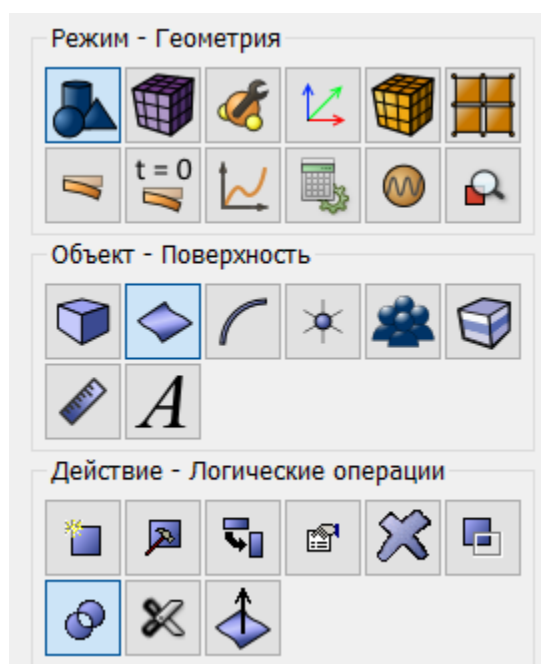 Режим - Геометрия
t = 0
Объект - Поверхность
A
Действие - Логические операции